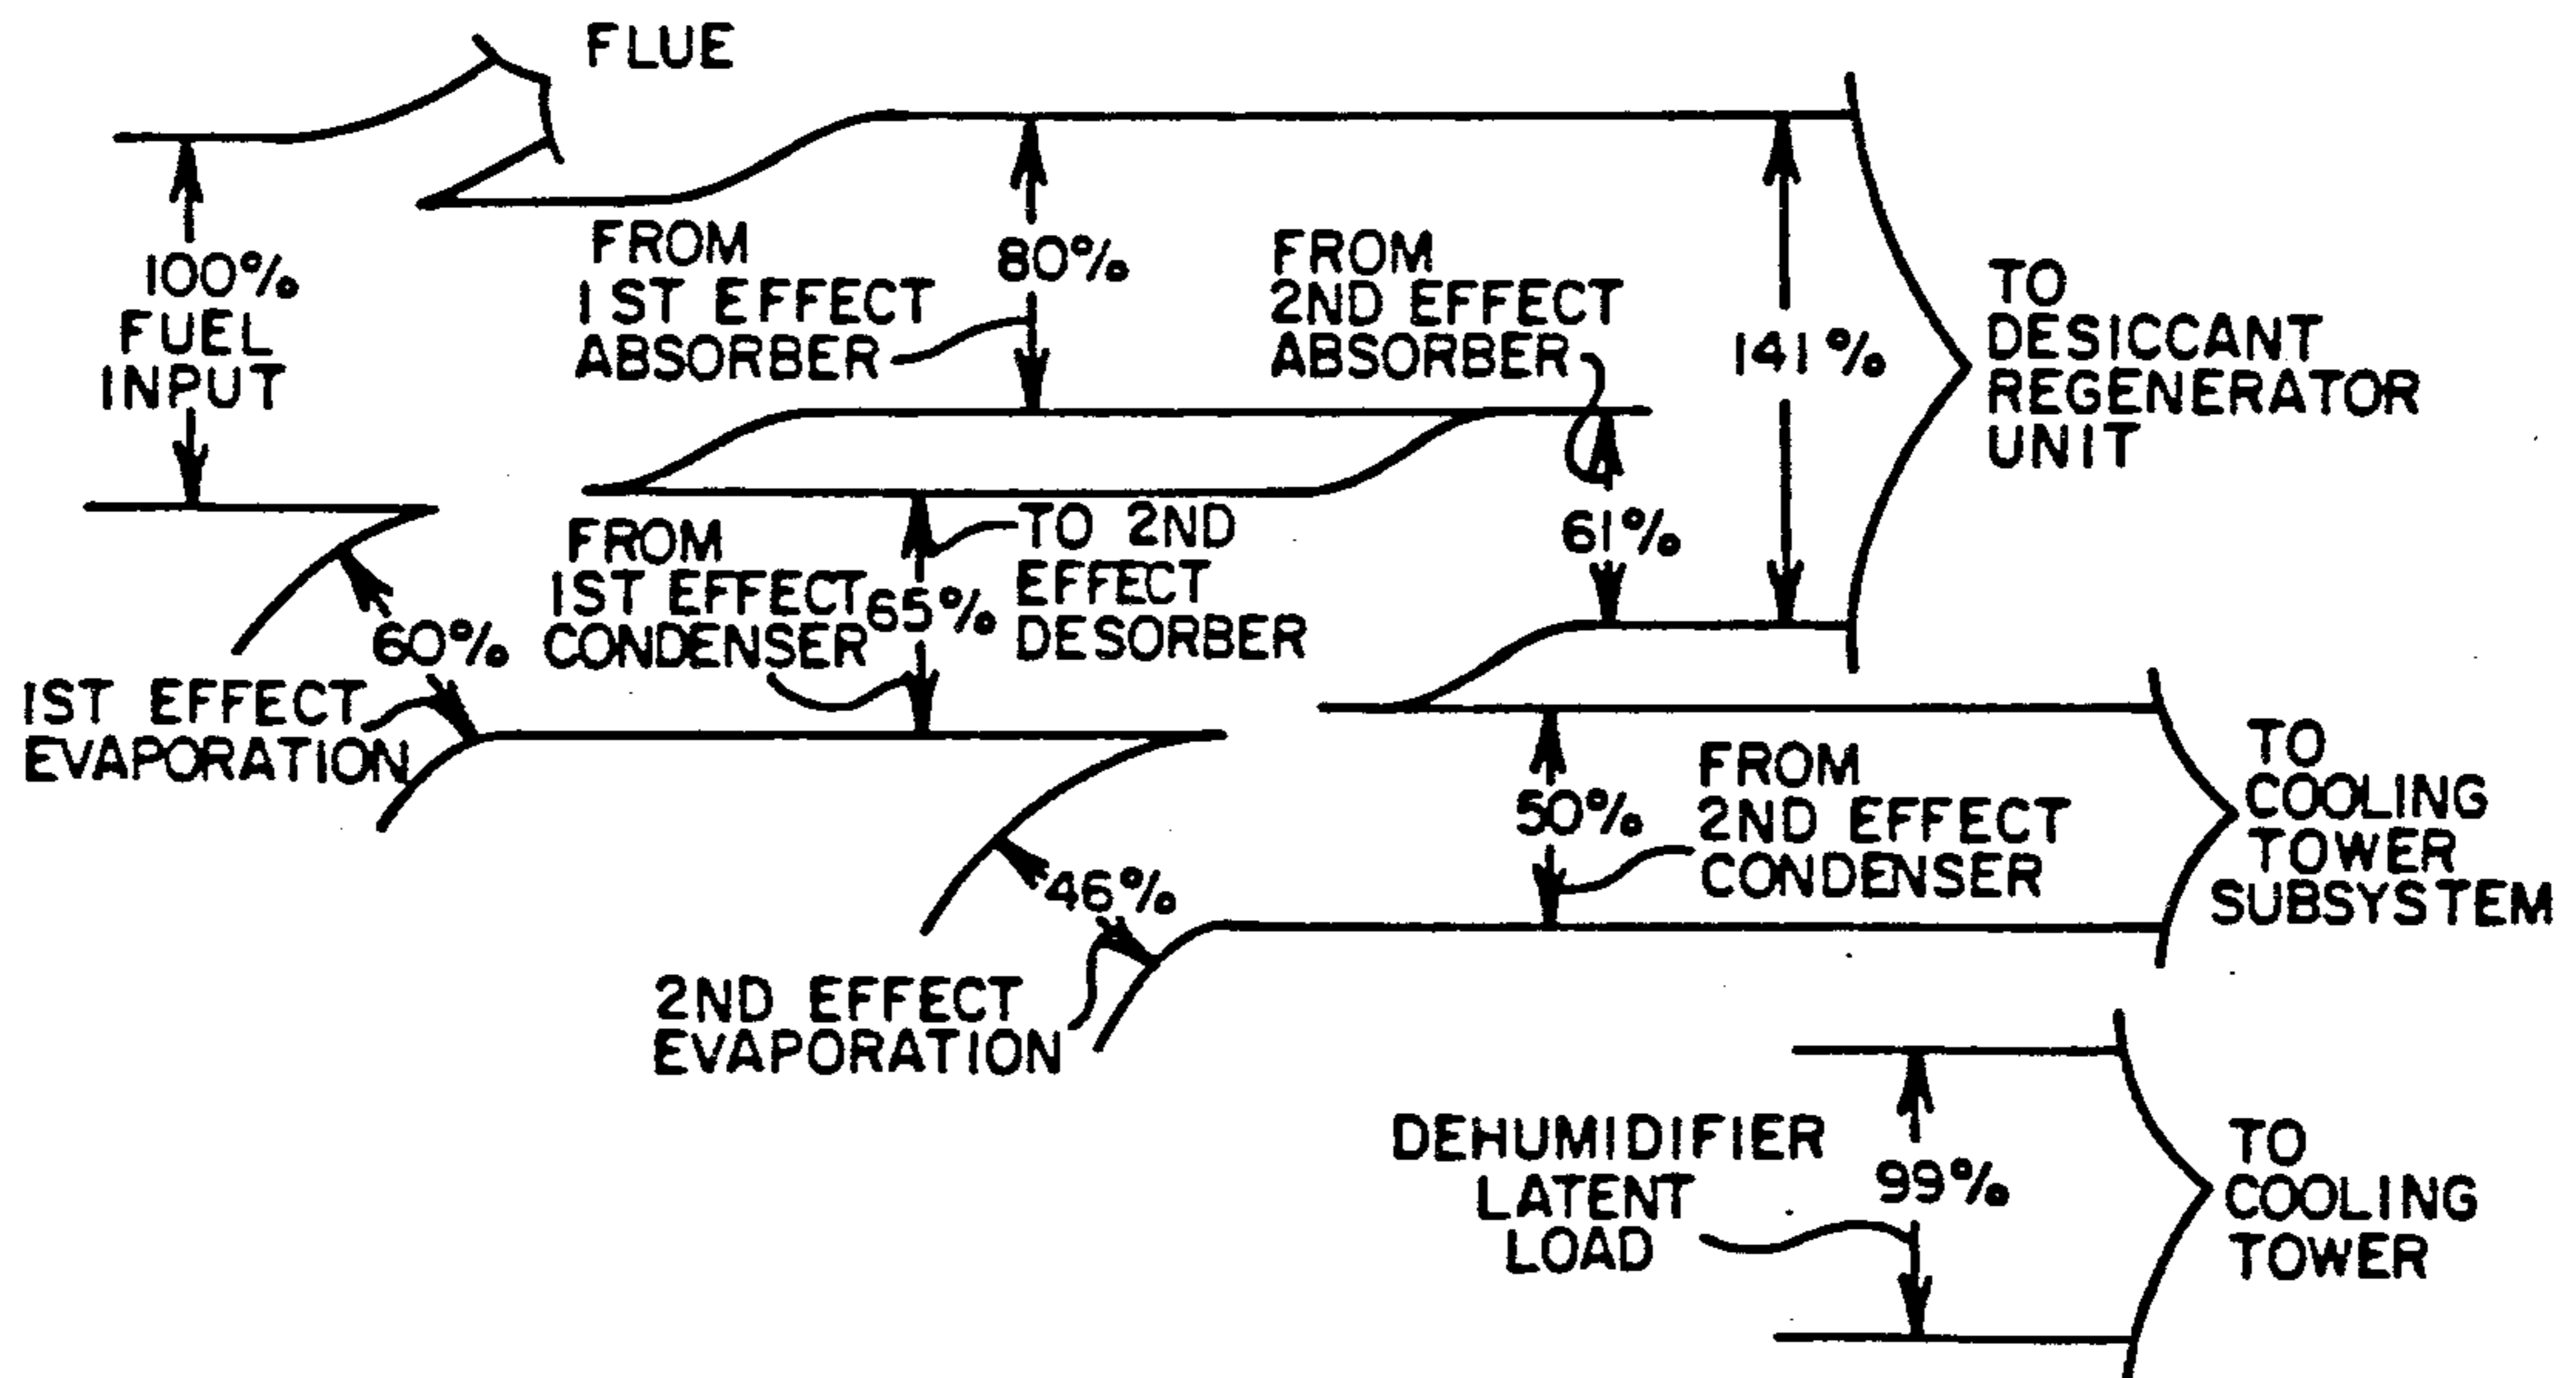 FLUE
100%
FUEL
INPUT
FROM
1ST EFFECT
ABSORBER
80%
FROM
2ND EFFECT
ABSORBER
141%
TO
DESICCANT
REGENERATOR
UNIT
61%
FROM
1ST EFFECT
CONDENSER
65%
TO 2ND
EFFECT
DESORBER
60%
1ST EFFECT
EVAPORATION
50%
FROM
2ND EFFECT
CONDENSER
TO
COOLING
TOWER
SUBSYSTEM
46%
2ND EFFECT
EVAPORATION
DEHUMIDIFIER
LATENT
LOAD
99%
TO
COOLING
TOWER